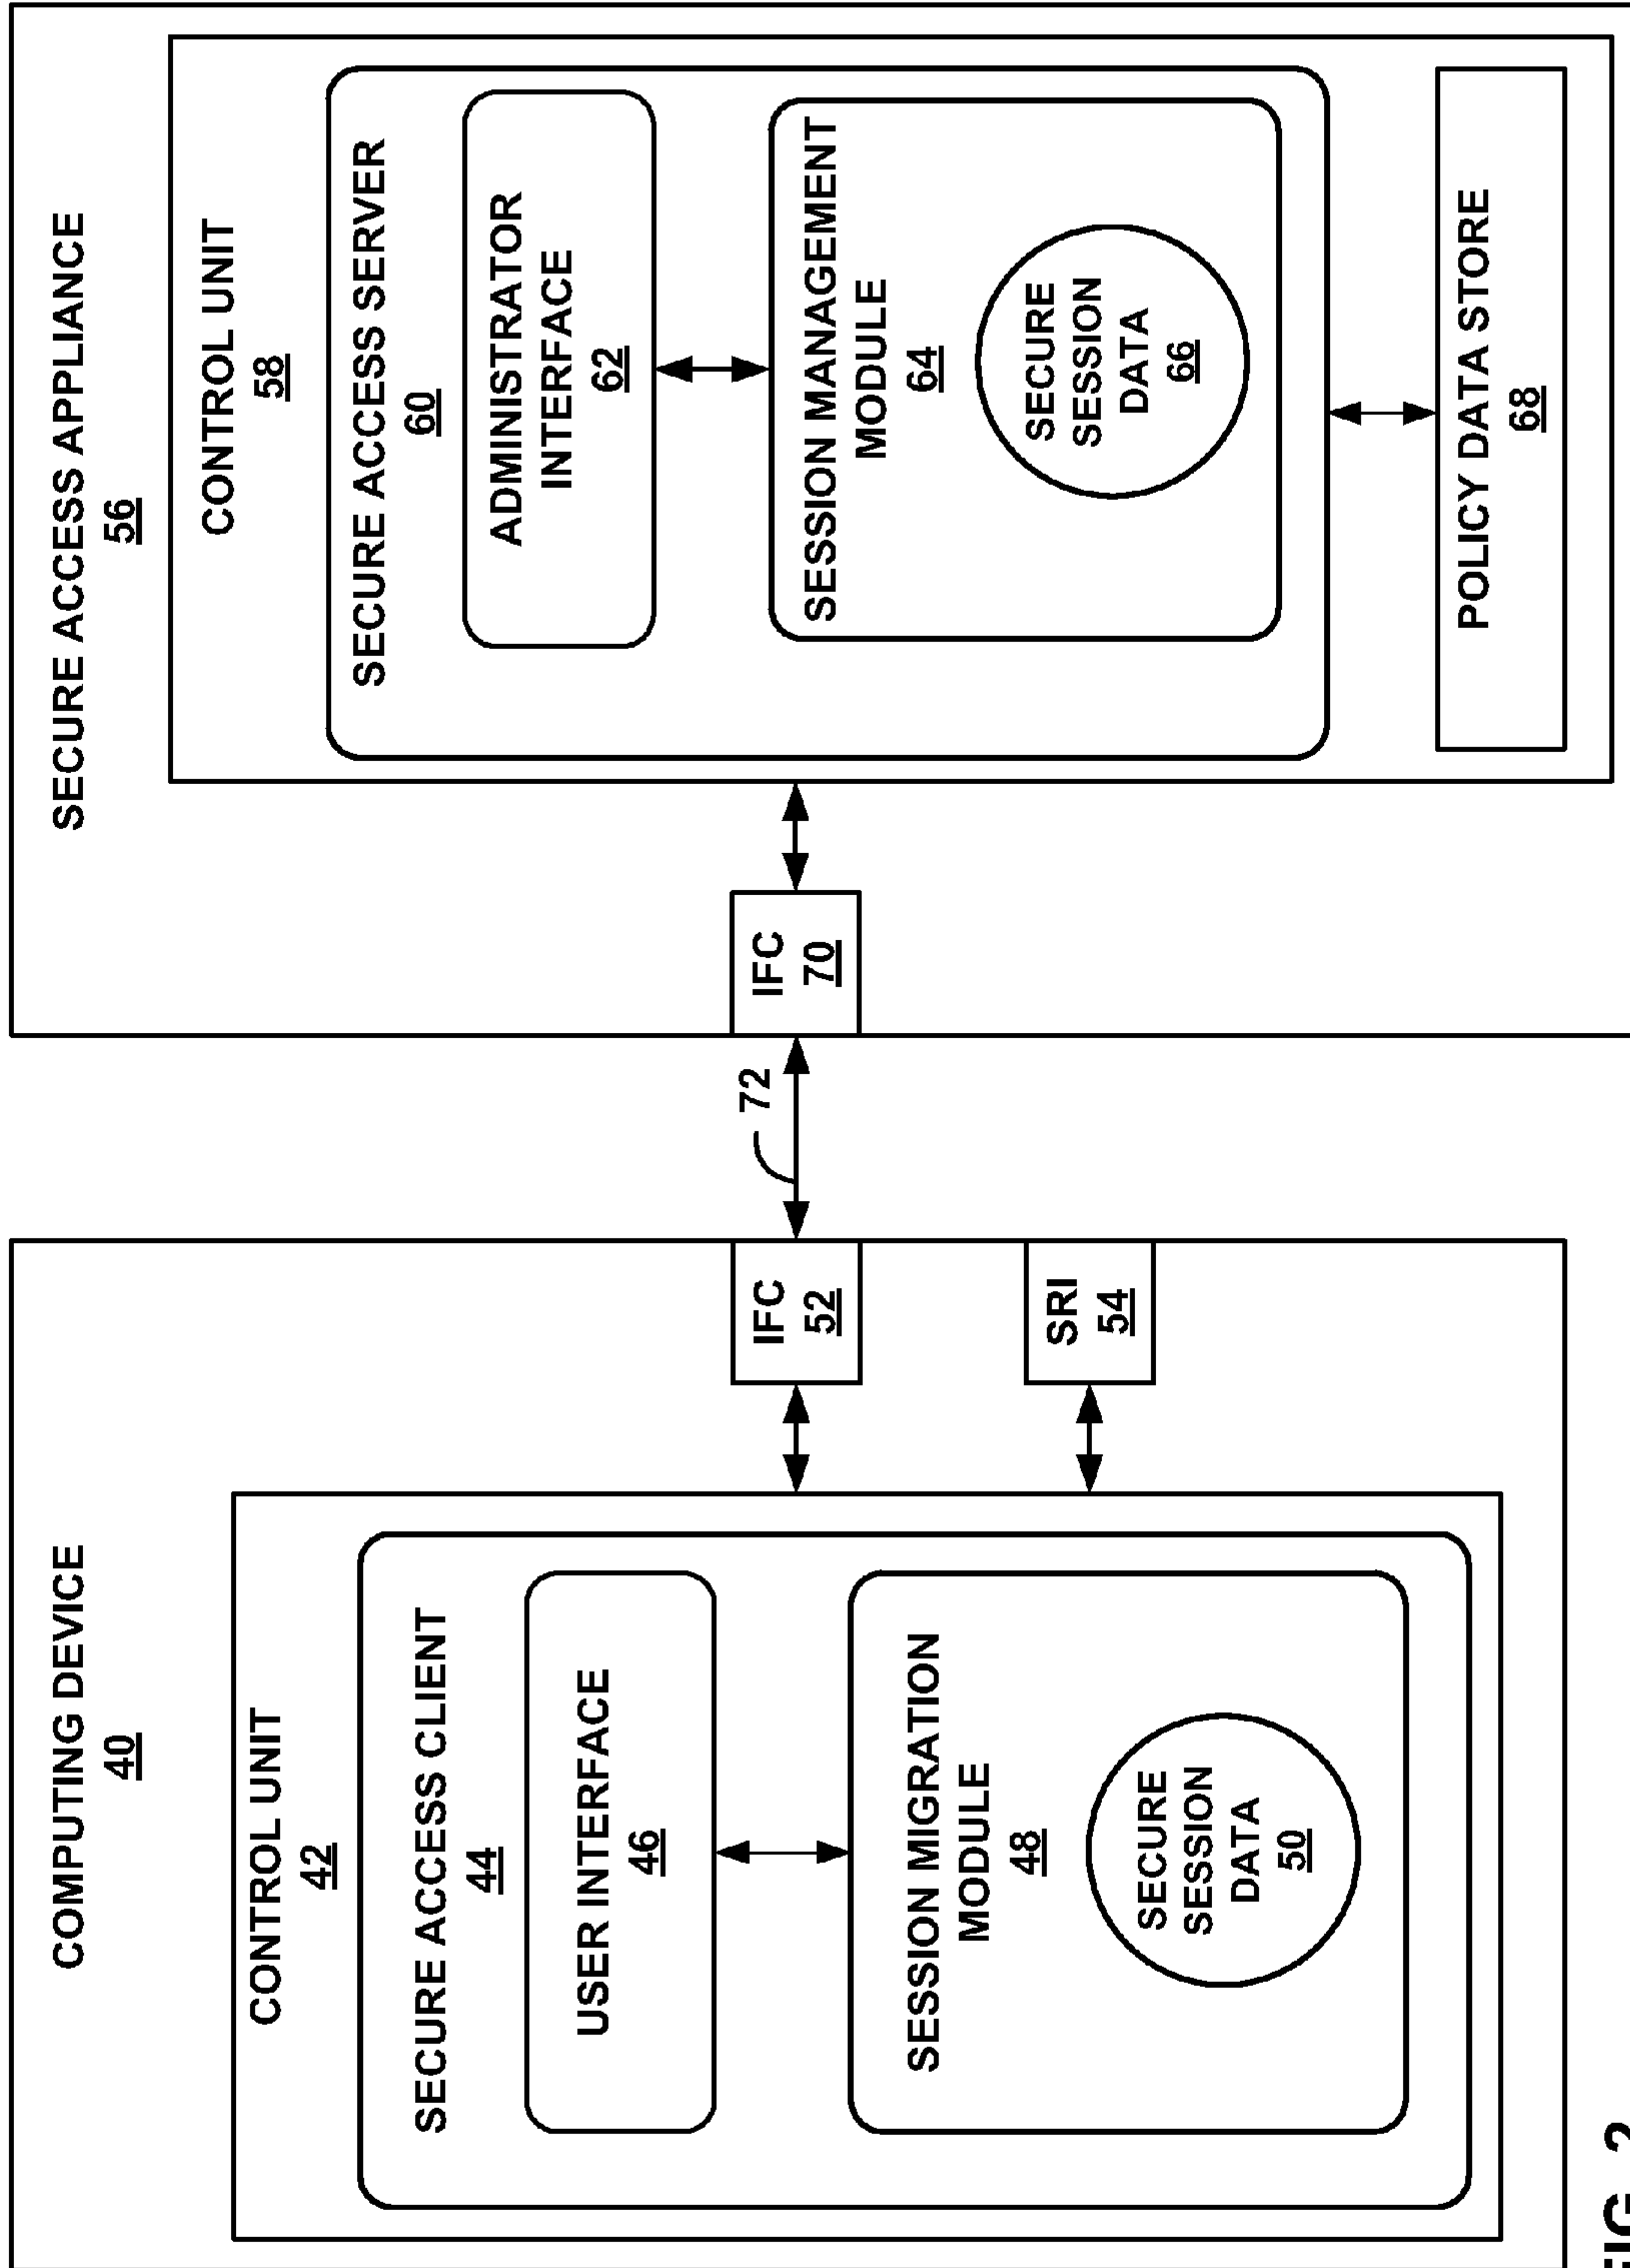 COMPUTING DEVICE
40
CONTROL UNIT
42
SECURE ACCESS CLIENT
44
USER INTERFACE
46
SESSION MIGRATION
MODULE
48
SECURE
SESSION
DATA
50
IFC
52
SRI
54
72
SECURE ACCESS APPLIANCE
56
CONTROL UNIT
58
SECURE ACCESS SERVER
60
ADMINISTRATOR
INTERFACE
62
SESSION MANAGEMENT
MODULE
64
SECURE
SESSION
DATA
66
POLICY DATA STORE
68
IFC
70
FIG. 2